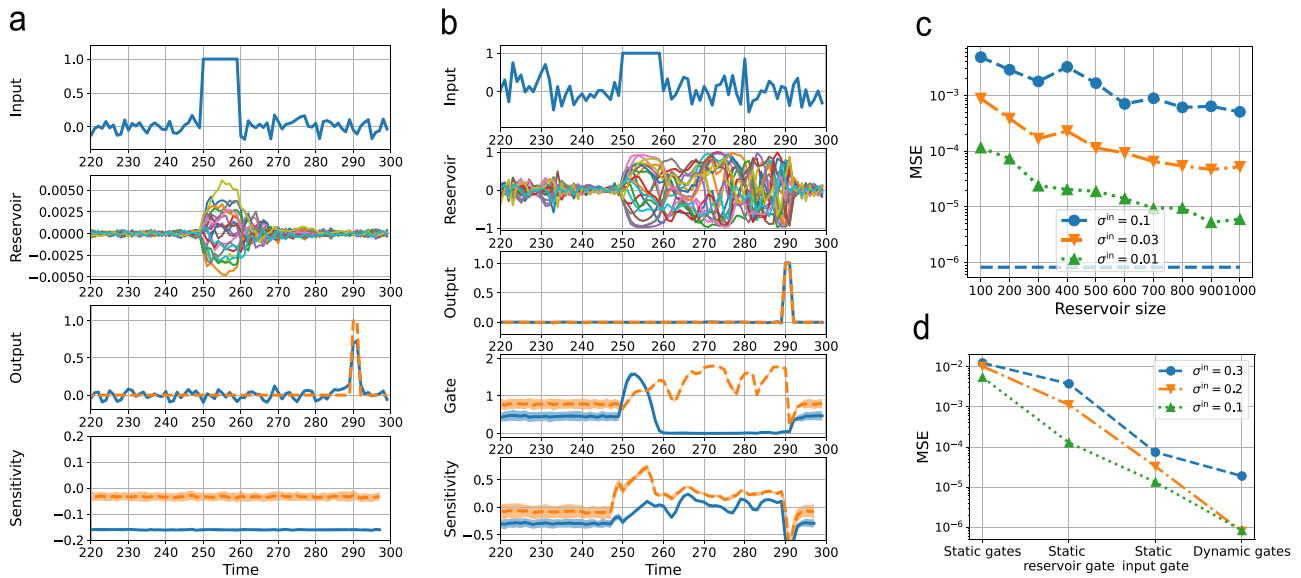 a
Input
1.0
0.5
0.0
220 230 240 250 260 270 280 290 300
Reservoir
0.0050
0.0025
0.0000
−0.0025
−0.0050
220 230 240 250 260 270 280 290 300
Output
1.0
0.5
0.0
220 230 240 250 260 270 280 290 300
Sensitivity
0.2
0.1
0.0
−0.1
−0.2
220 230 240 250 260 270 280 290 300
Time
b
Input
1
0
220 230 240 250 260 270 280 290 300
Reservoir
1
0
−1
220 230 240 250 260 270 280 290 300
Output
1.0
0.5
0.0
220 230 240 250 260 270 280 290 300
Gate
2
1
0
220 230 240 250 260 270 280 290 300
Sensitivity
0.5
0.0
−0.5
220 230 240 250 260 270 280 290 300
Time
c
MSE
10⁻³
10⁻⁴
10⁻⁵
10⁻⁶
σⁱⁿ = 0.1
σⁱⁿ = 0.03
σⁱⁿ = 0.01
100 200 300 400 500 600 700 800 900 1000
Reservoir size
d
MSE
10⁻²
10⁻³
10⁻⁴
10⁻⁵
10⁻⁶
σⁱⁿ = 0.3
σⁱⁿ = 0.2
σⁱⁿ = 0.1
Static gates Static Static Dynamic gates
reservoir gate input gate